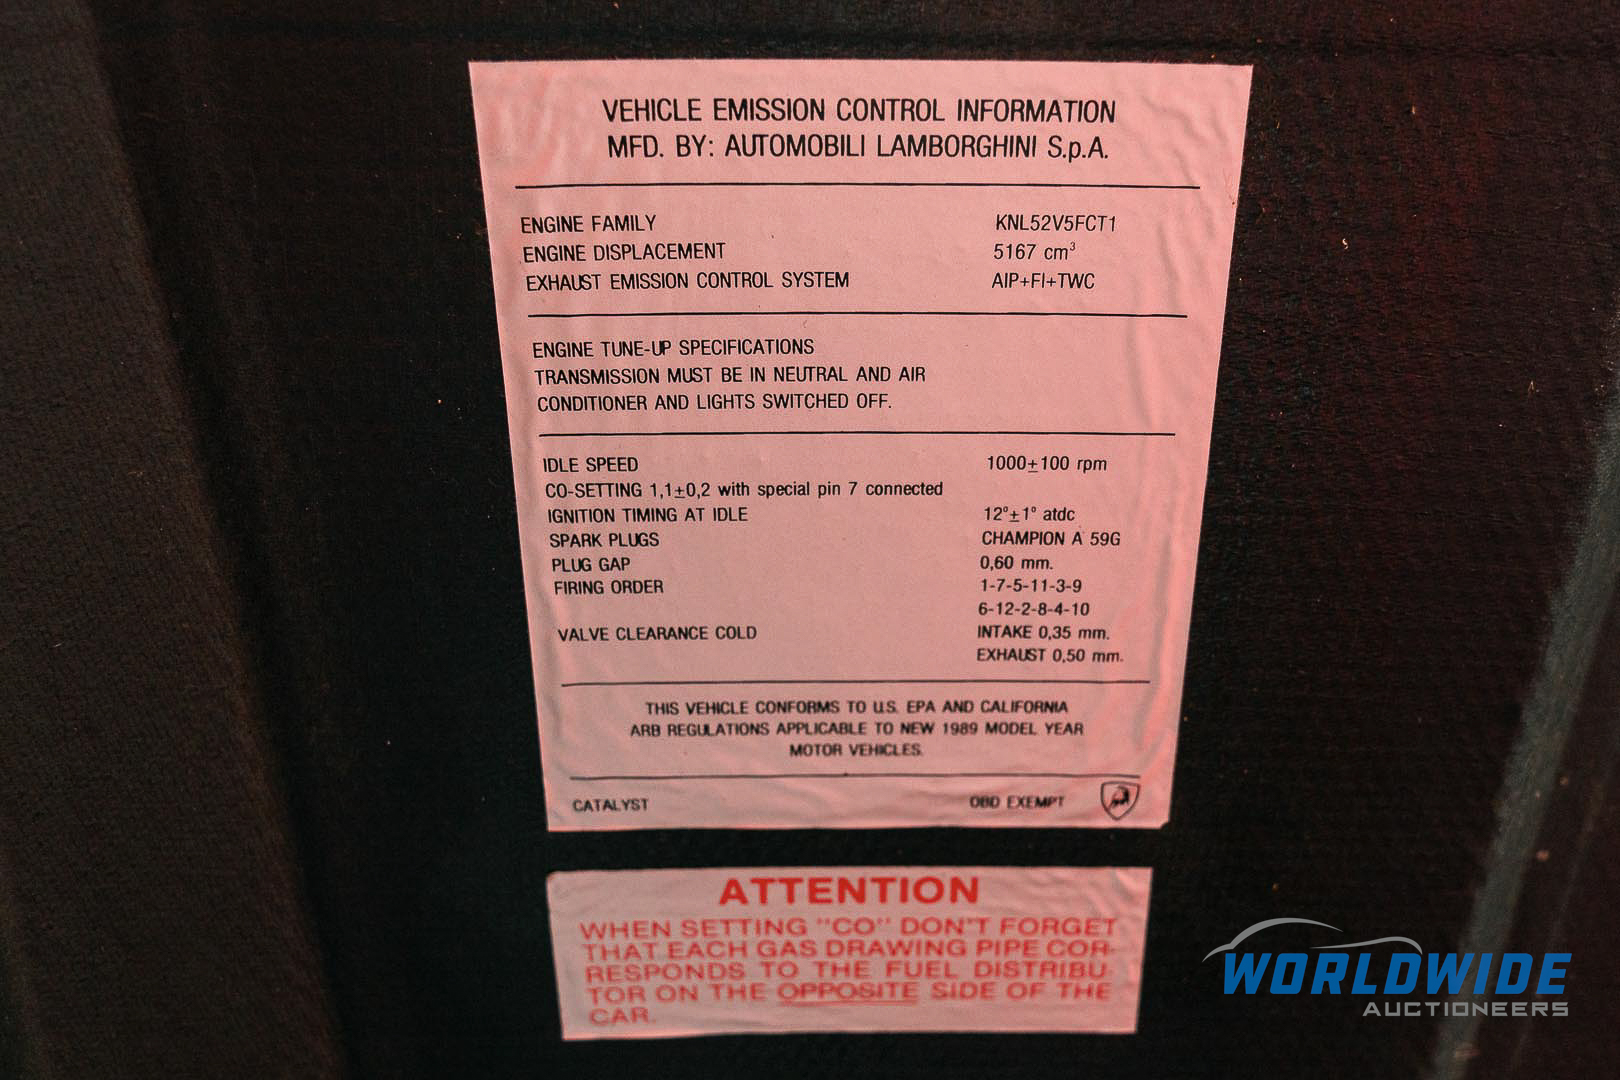 VEHICLE EMISSION CONTROL INFORMATION
MFD. BY: AUTOMOBILI LAMBORGHINI S.p.A.
ENGINE FAMILY KNL52V5FCT1
ENGINE DISPLACEMENT 5167 cm³
EXHAUST EMISSION CONTROL SYSTEM AIP+FI+TWC
ENGINE TUNE-UP SPECIFICATIONS
TRANSMISSION MUST BE IN NEUTRAL AND AIR
CONDITIONER AND LIGHTS SWITCHED OFF.
IDLE SPEED 1000±100 rpm
CO-SETTING 1,1±0,2 with special pin 7 connected
IGNITION TIMING AT IDLE 12°±1° atdc
SPARK PLUGS CHAMPION A 59G
PLUG GAP 0,60 mm.
FIRING ORDER 1-7-5-11-3-9
6-12-2-8-4-10
VALVE CLEARANCE COLD INTAKE 0,35 mm.
EXHAUST 0,50 mm.
THIS VEHICLE CONFORMS TO U.S. EPA AND CALIFORNIA
ARB REGULATIONS APPLICABLE TO NEW 1989 MODEL YEAR
MOTOR VEHICLES.
CATALYST OBD EXEMPT
ATTENTION
WHEN SETTING "CO" DON'T FORGET
THAT EACH GAS DRAWING PIPE COR-
RESPONDS TO THE FUEL DISTRIBU-
TOR ON THE OPPOSITE SIDE OF THE
CAR.
WORLDWIDE
AUCTIONEERS